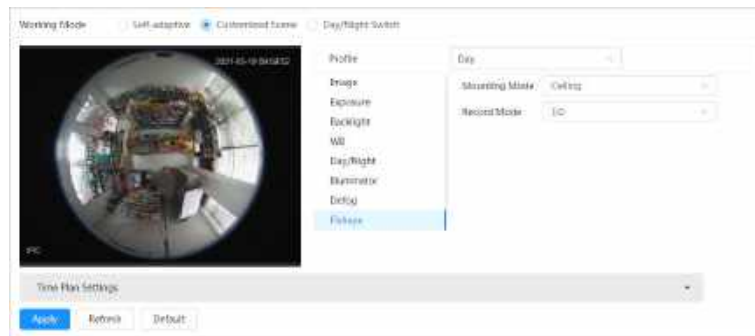 Working Mode Self-adaptive Customized Scene Day/Night Switch
Profile Day
Image
Mounting Mode Ceiling
Exposure
Record Mode
Backlight
WB
Day/Night
Illuminator
Defog
Fisheye
IPC
Time Plan Settings
Apply Refresh Default